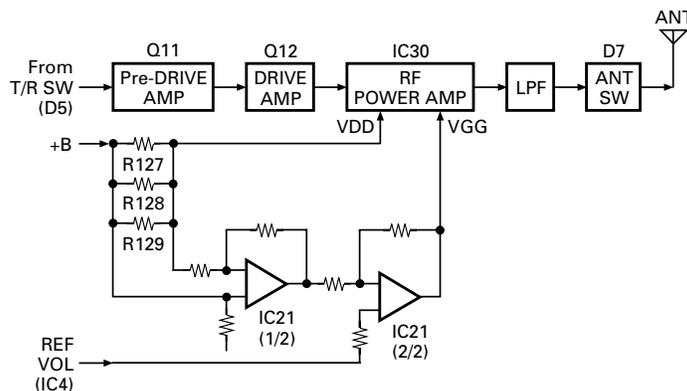 ANT
Q11
Q12
IC30
D7
From
T/R SW
(D5)
Pre-DRIVE
AMP
DRIVE
AMP
RF
POWER AMP
LPF
ANT
SW
VDD
VGG
+B
R127
R128
R129
IC21
(1/2)
IC21
(2/2)
REF
VOL
(IC4)